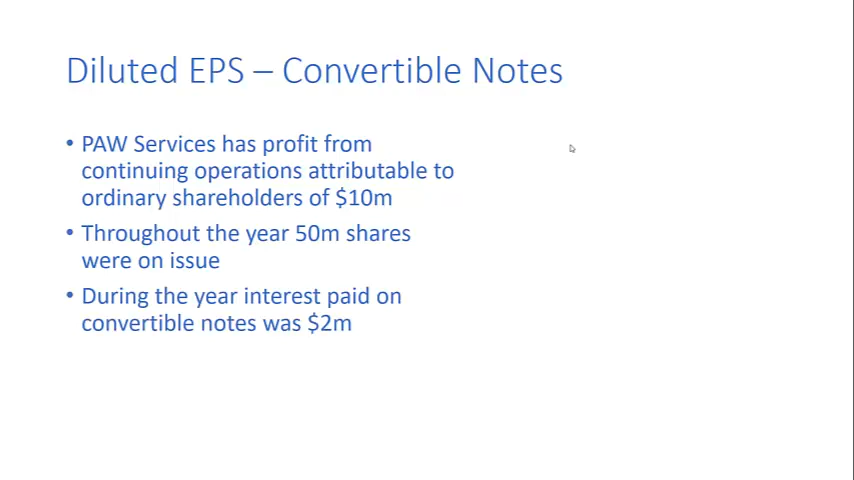 Diluted EPS – Convertible Notes
• PAW Services has profit from
continuing operations attributable to
ordinary shareholders of $10m
• Throughout the year 50m shares
were on issue
• During the year interest paid on
convertible notes was $2m